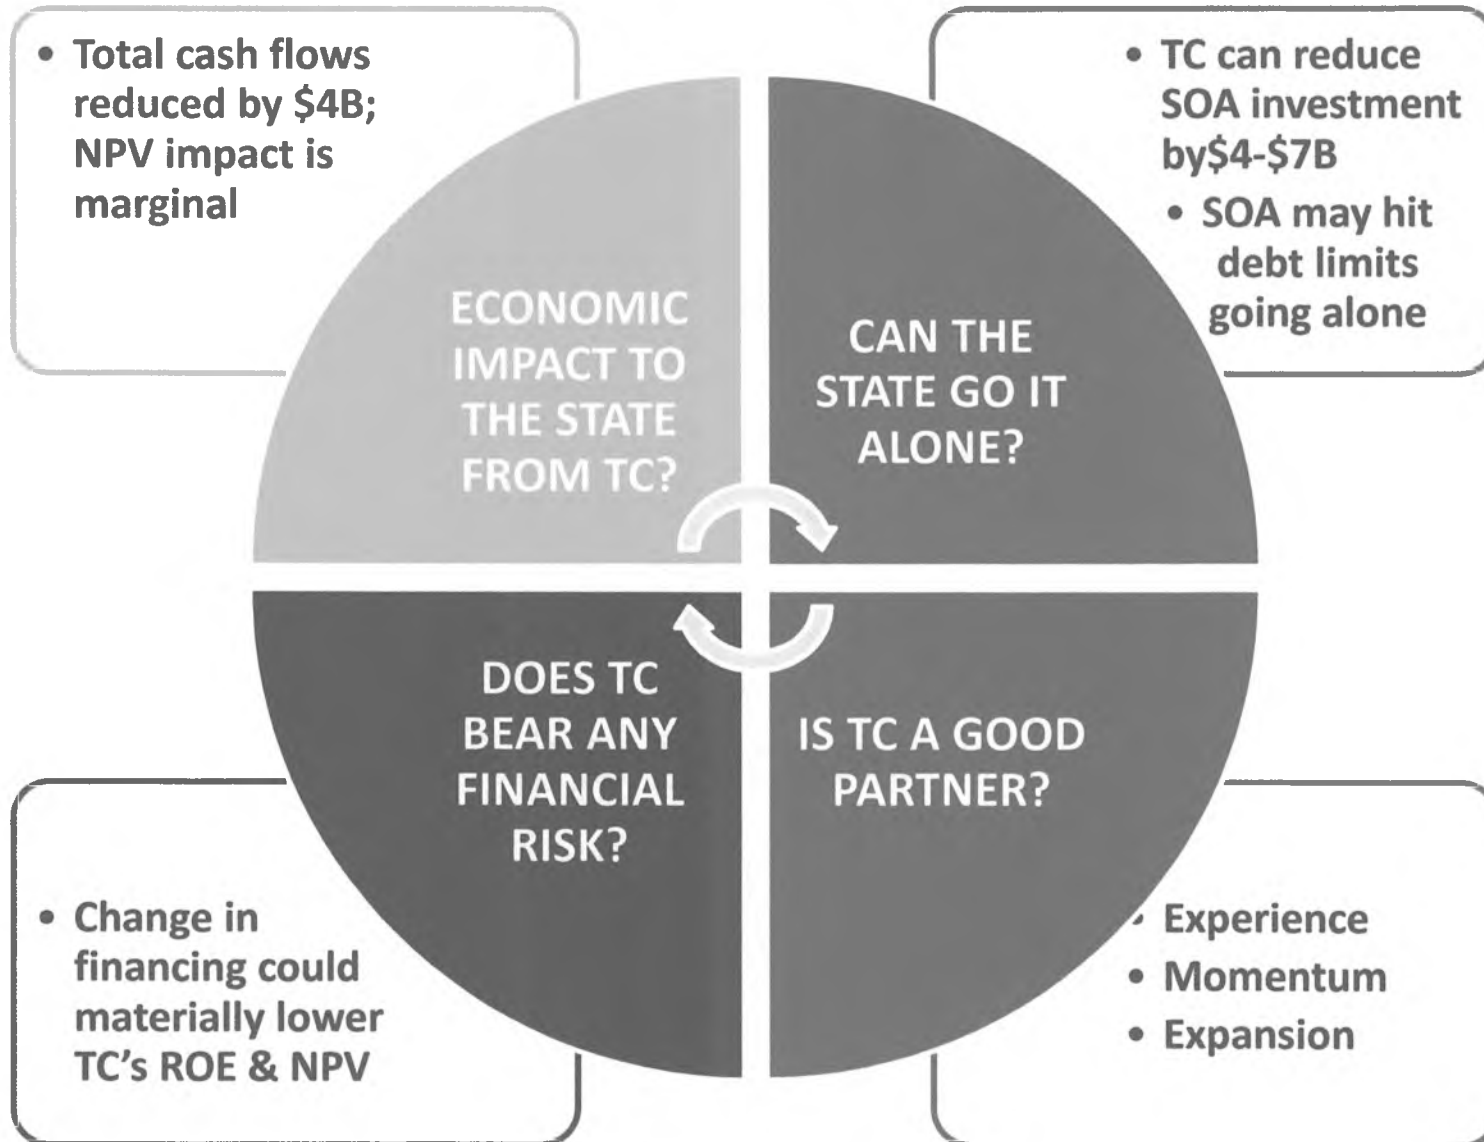 • Total cash flows
reduced by $4B;
NPV impact is
marginal
ECONOMIC
IMPACT TO
THE STATE
FROM TC?
• TC can reduce
SOA investment
by$4-$7B
• SOA may hit
debt limits
going alone
CAN THE
STATE GO IT
ALONE?
DOES TC
BEAR ANY
FINANCIAL
RISK?
• Change in
financing could
materially lower
TC's ROE & NPV
IS TC A GOOD
PARTNER?
• Experience
• Momentum
• Expansion